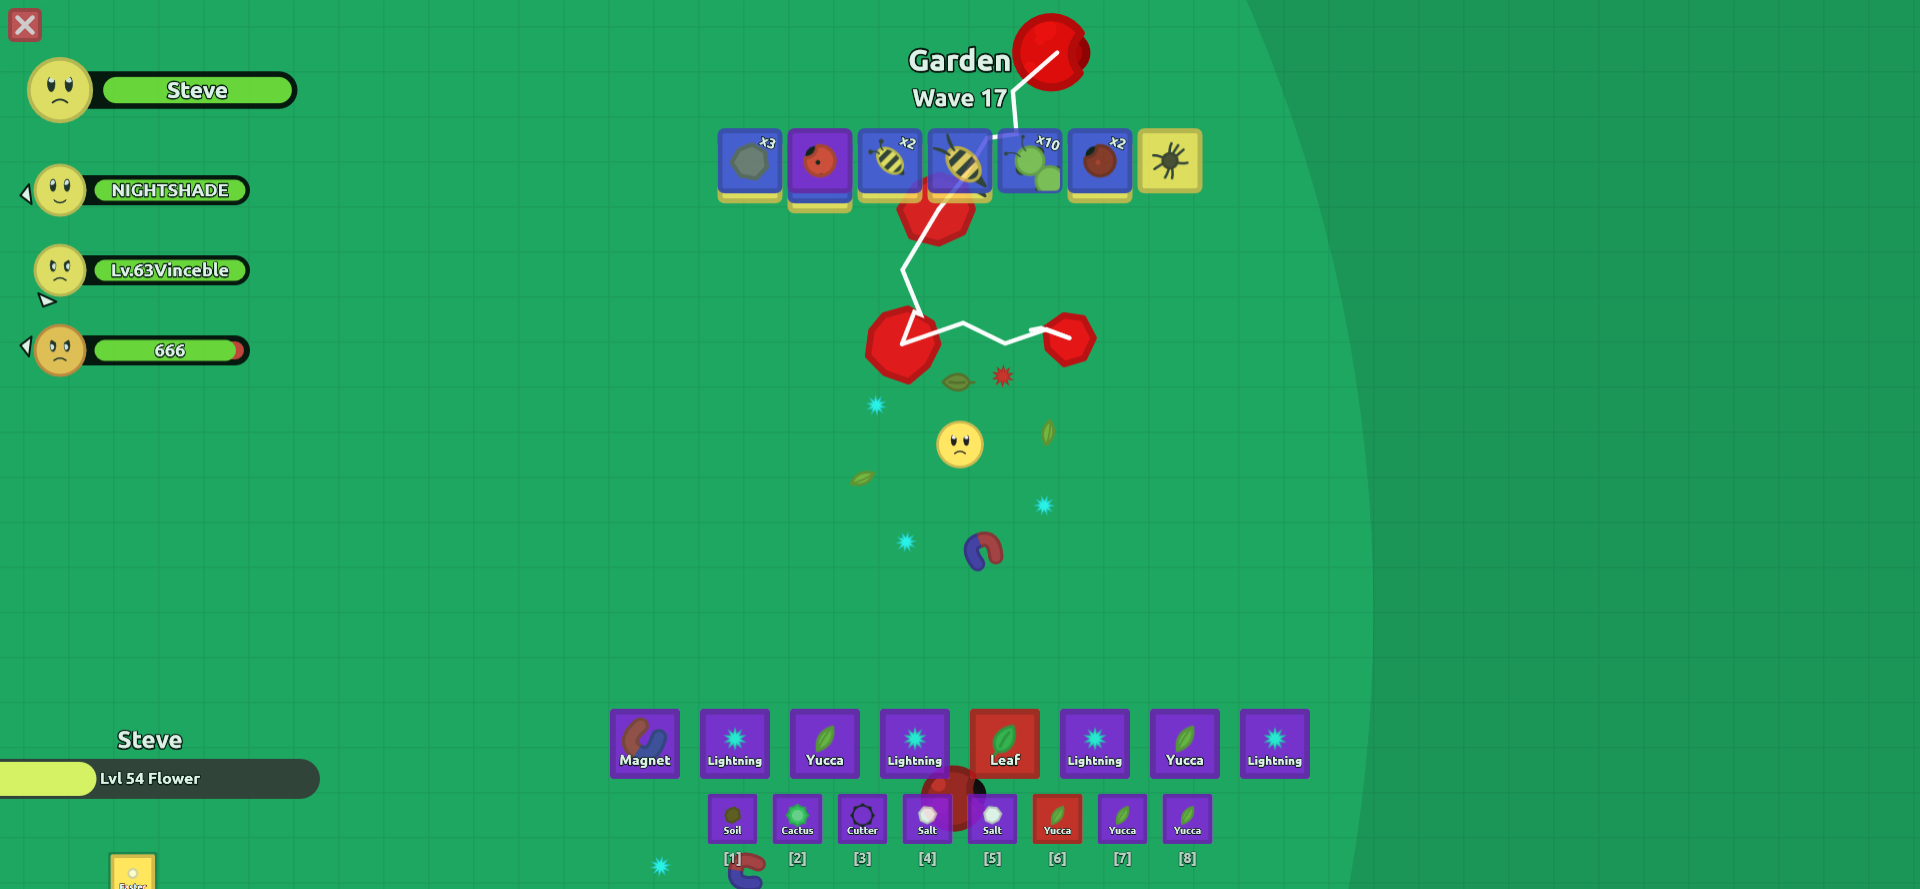 Garden
Wave 17
x3
x2
x10
x2
Steve
NIGHTSHADE
Lv.63Vinceble
666
Steve
Lvl 54 Flower
Magnet
Lightning
Yucca
Lightning
Leaf
Lightning
Yucca
Lightning
Soil
Cactus
Cutter
Salt
Salt
Yucca
Yucca
Yucca
[1]
[2]
[3]
[4]
[5]
[6]
[7]
[8]